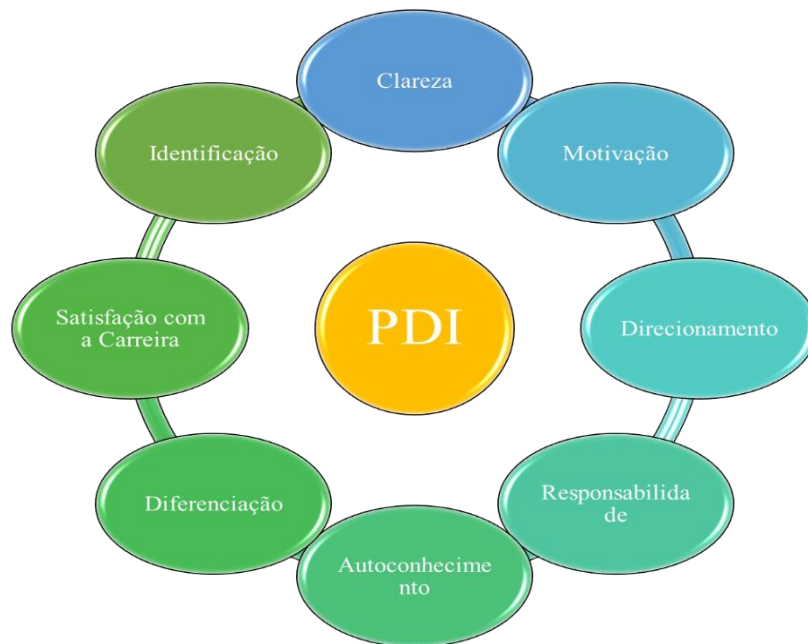 Clareza
Motivação
Direcionamento
Responsabilida
de
Autoconhecime
nto
Diferenciação
Satisfação com
a Carreira
Identificação
PDI